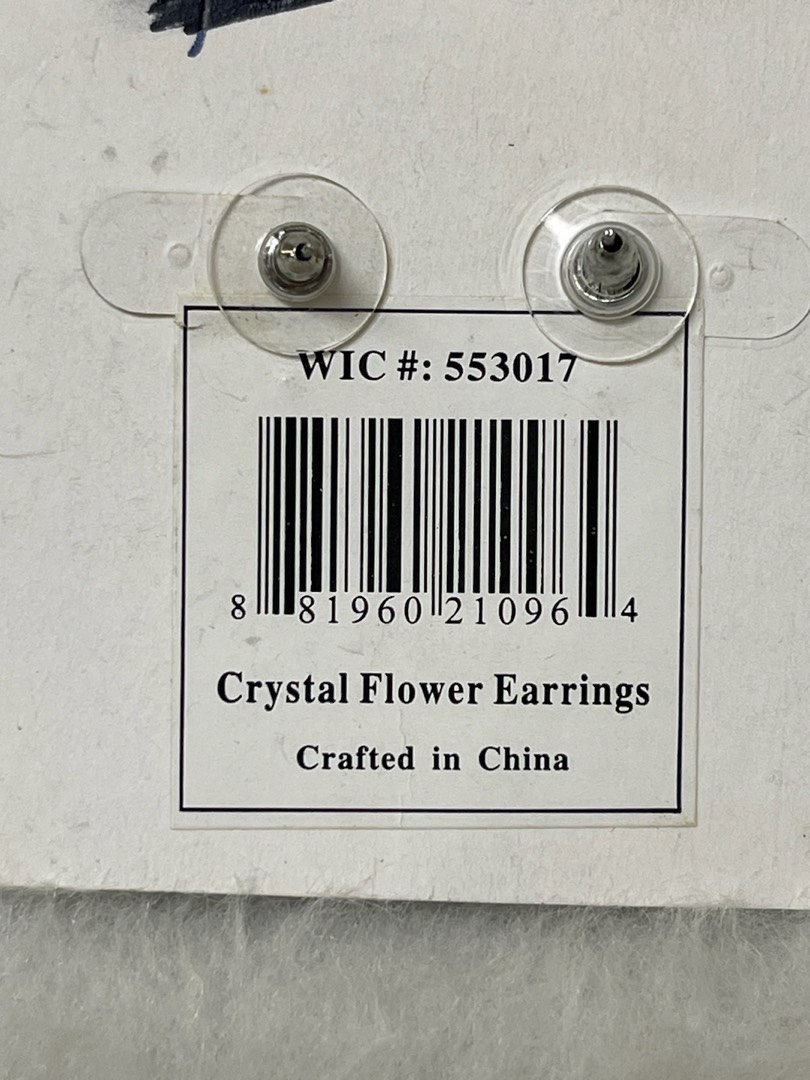 WIC #: 553017
8 81960 21096 4
Crystal Flower Earrings
Crafted in China